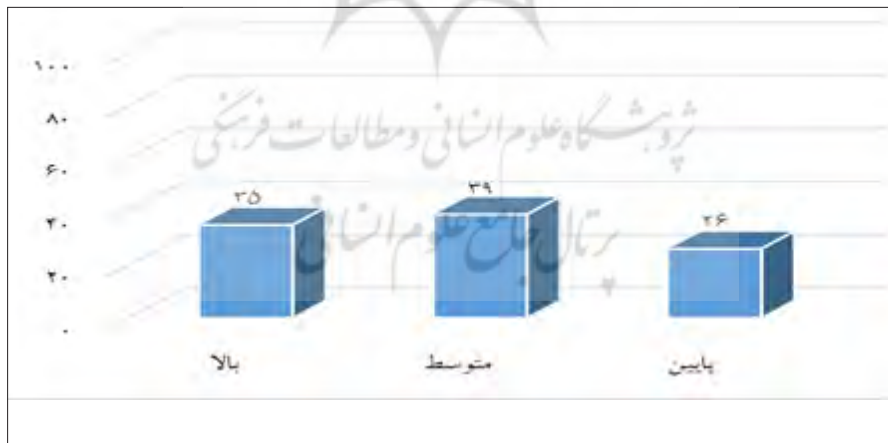 ۱۰۰
۸۰
۶۰
۴۰
۲۰
۰
۳۵
۳۹
۲۶
بالا
متوسط
پایین
پژوهشگاه علوم انسانی و مطالعات فرهنگی
پرتال جامع علوم انسانی